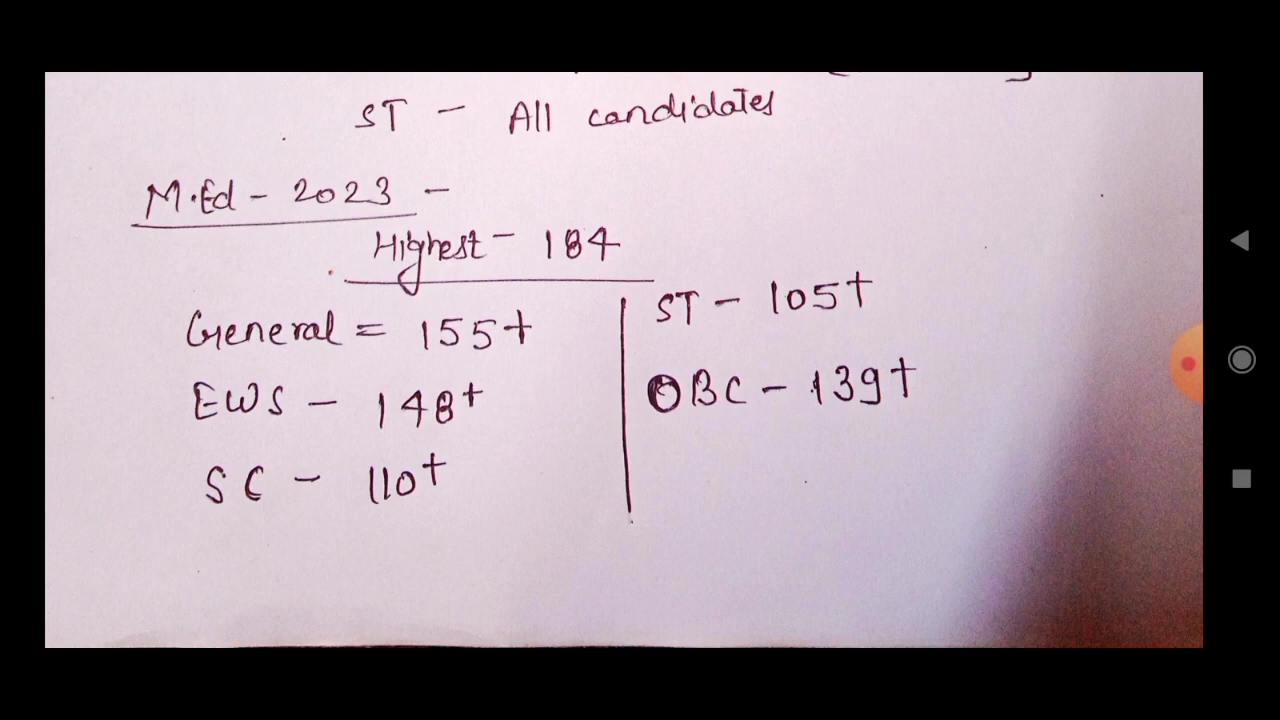 ST - All candidates
M.Ed - 2023 -
Highest - 184
General = 155+
EWS - 148+
SC - 110+
ST - 105+
OBC - 139+